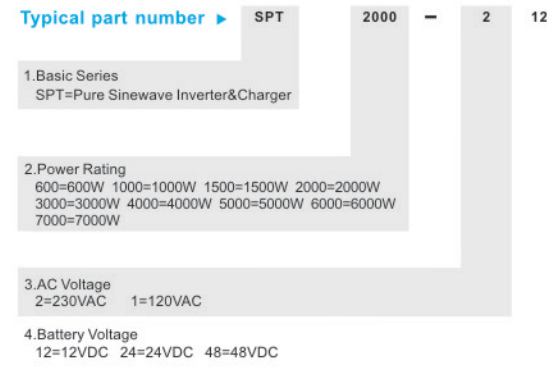 Typical part number ▶ SPT 2000 – 2 12
1.Basic Series
SPT=Pure Sinewave Inverter&Charger
2.Power Rating
600=600W 1000=1000W 1500=1500W 2000=2000W
3000=3000W 4000=4000W 5000=5000W 6000=6000W
7000=7000W
3.AC Voltage
2=230VAC 1=120VAC
4.Battery Voltage
12=12VDC 24=24VDC 48=48VDC